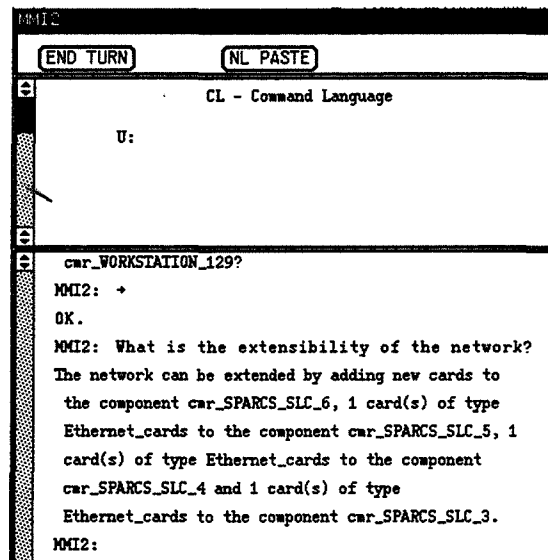 MMI2
END TURN
NL PASTE
CL - Command Language
U:
cmr_WORKSTATION_129?
MMI2: →
OK.
MMI2: What is the extensibility of the network?
The network can be extended by adding new cards to
the component cmr_SPARCS_SLC_6, 1 card(s) of type
Ethernet_cards to the component cmr_SPARCS_SLC_5, 1
card(s) of type Ethernet_cards to the component
cmr_SPARCS_SLC_4 and 1 card(s) of type
Ethernet_cards to the component cmr_SPARCS_SLC_3.
MMI2: